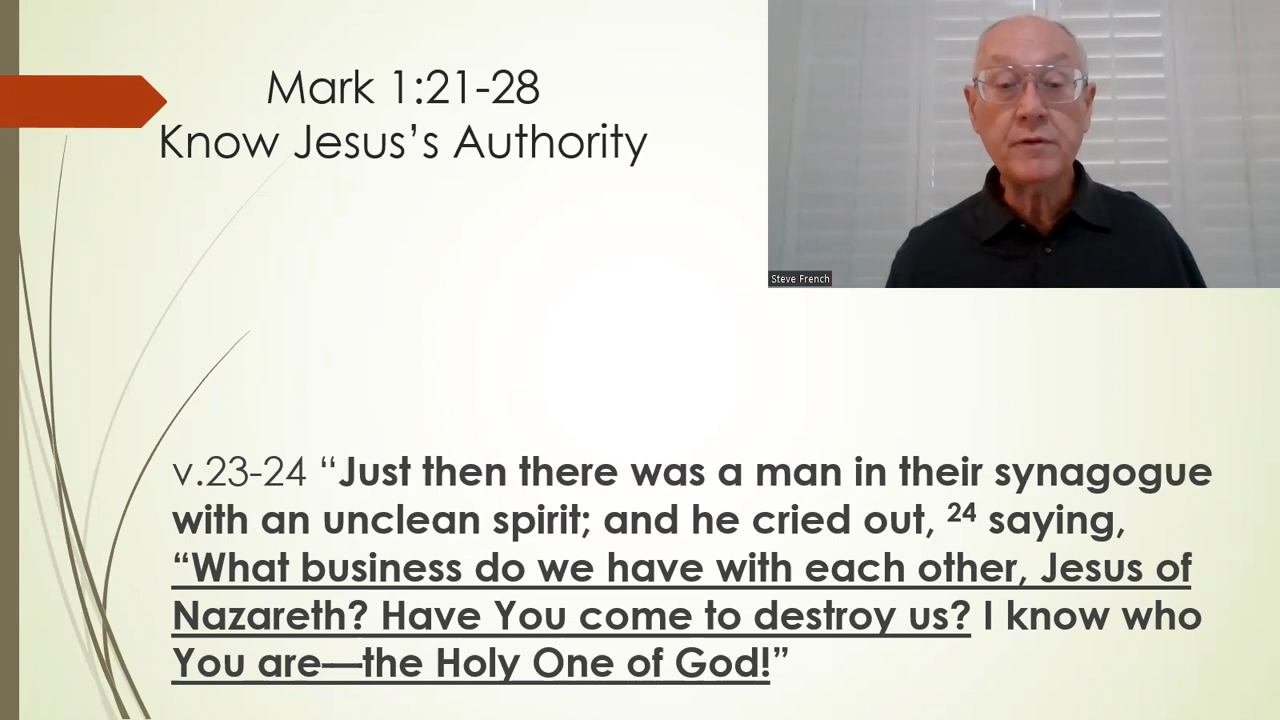 Mark 1:21-28
Know Jesus’s Authority
Steve French
v.23-24 “Just then there was a man in their synagogue
with an unclean spirit; and he cried out, ²⁴ saying,
“What business do we have with each other, Jesus of
Nazareth? Have You come to destroy us? I know who
You are—the Holy One of God!”